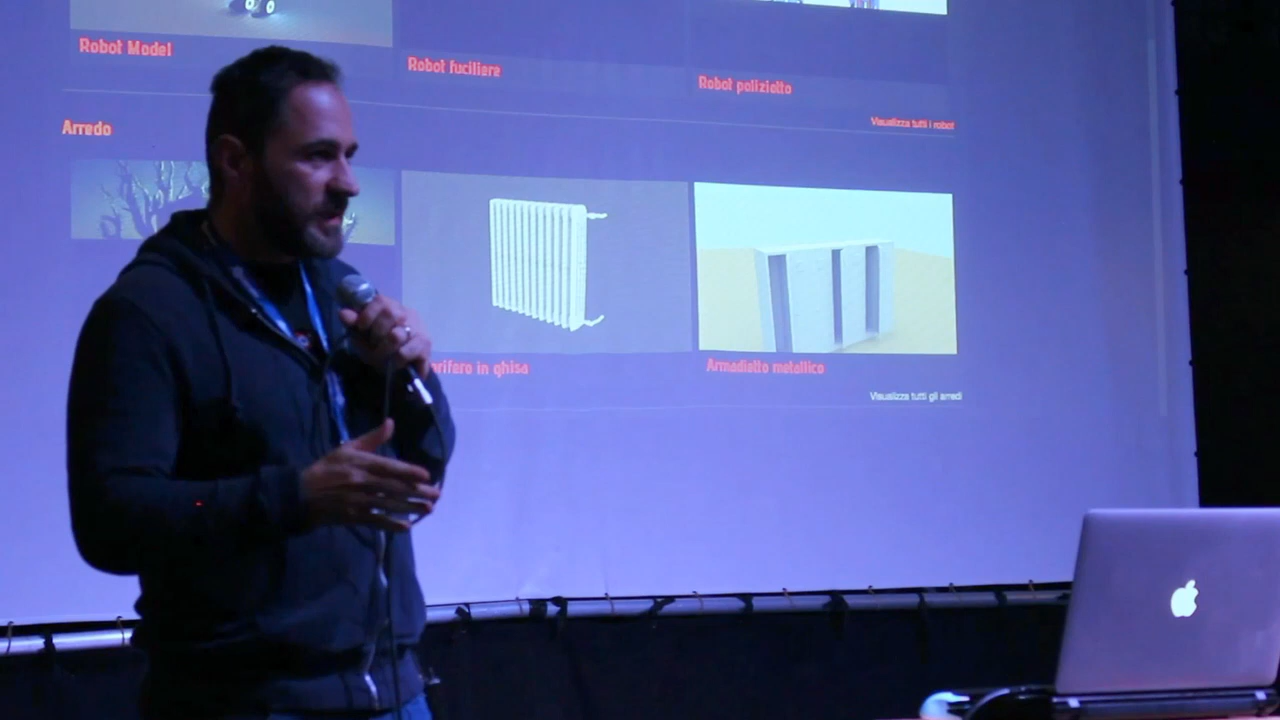 Robot Model
Robot fuciliere
Robot poliziotto
Visualizza tutti i robot
Arredo
rifero in ghisa
Armadietto metallico
Visualizza tutti gli arredi